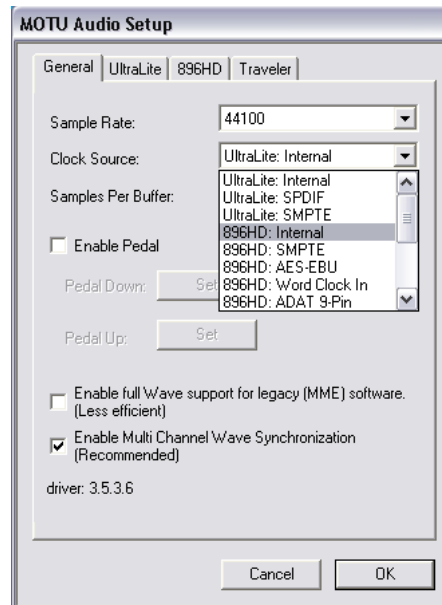 MOTU Audio Setup
General UltraLite 896HD Traveler
Sample Rate: 44100
Clock Source: UltraLite: Internal
Samples Per Buffer:
UltraLite: Internal
UltraLite: SPDIF
UltraLite: SMPTE
896HD: Internal
896HD: SMPTE
896HD: AES-EBU
896HD: Word Clock In
896HD: ADAT 9-Pin
Enable Pedal
Pedal Down: Set
Pedal Up: Set
Enable full Wave support for legacy (MME) software.
(Less efficient)
Enable Multi Channel Wave Synchronization
(Recommended)
driver: 3.5.3.6
Cancel OK